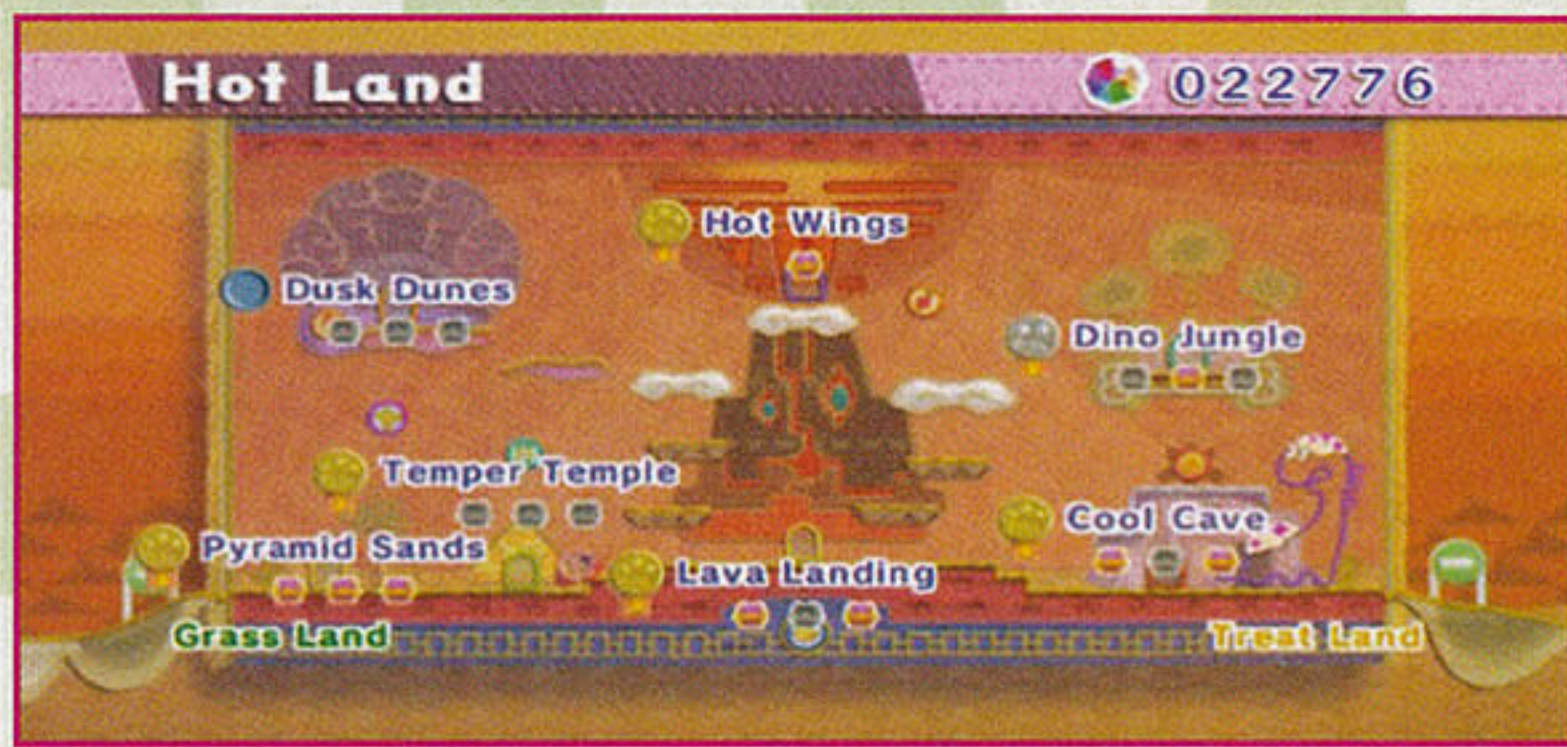 Hot Land
022776
Hot Wings
Dusk Dunes
Dino Jungle
Temper Temple
Cool Cave
Pyramid Sands
Lava Landing
Grass Land
Treat Land